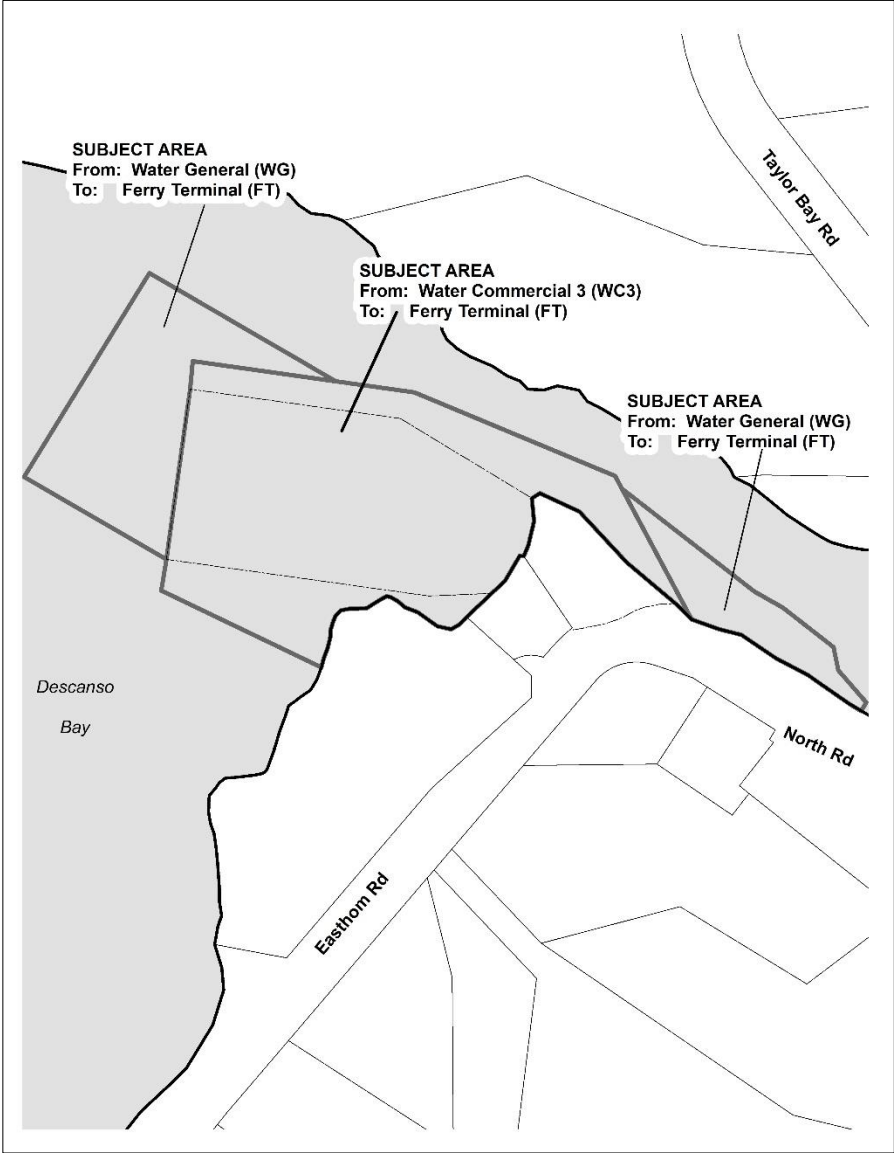 SUBJECT AREA
From: Water General (WG)
To: Ferry Terminal (FT)
Taylor Bay Rd
SUBJECT AREA
From: Water Commercial 3 (WC3)
To: Ferry Terminal (FT)
SUBJECT AREA
From: Water General (WG)
To: Ferry Terminal (FT)
Descanso
Bay
North Rd
Easthom Rd